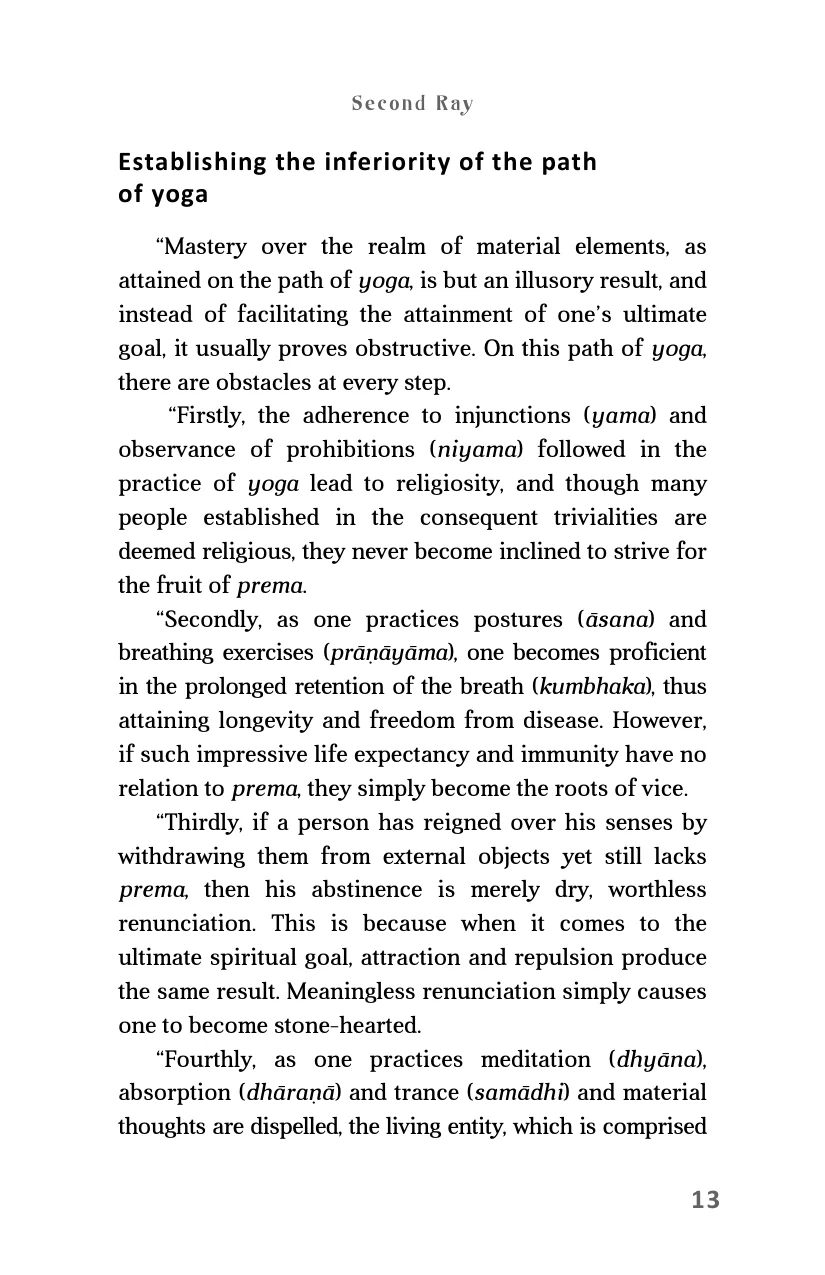 Second Ray
Establishing the inferiority of the path
of yoga
“Mastery over the realm of material elements, as
attained on the path of yoga, is but an illusory result, and
instead of facilitating the attainment of one’s ultimate
goal, it usually proves obstructive. On this path of yoga,
there are obstacles at every step.
“Firstly, the adherence to injunctions (yama) and
observance of prohibitions (niyama) followed in the
practice of yoga lead to religiosity, and though many
people established in the consequent trivialities are
deemed religious, they never become inclined to strive for
the fruit of prema.
“Secondly, as one practices postures (āsana) and
breathing exercises (prāṇāyāma), one becomes proficient
in the prolonged retention of the breath (kumbhaka), thus
attaining longevity and freedom from disease. However,
if such impressive life expectancy and immunity have no
relation to prema, they simply become the roots of vice.
“Thirdly, if a person has reigned over his senses by
withdrawing them from external objects yet still lacks
prema, then his abstinence is merely dry, worthless
renunciation. This is because when it comes to the
ultimate spiritual goal, attraction and repulsion produce
the same result. Meaningless renunciation simply causes
one to become stone-hearted.
“Fourthly, as one practices meditation (dhyāna),
absorption (dhāraṇā) and trance (samādhi) and material
thoughts are dispelled, the living entity, which is comprised
13